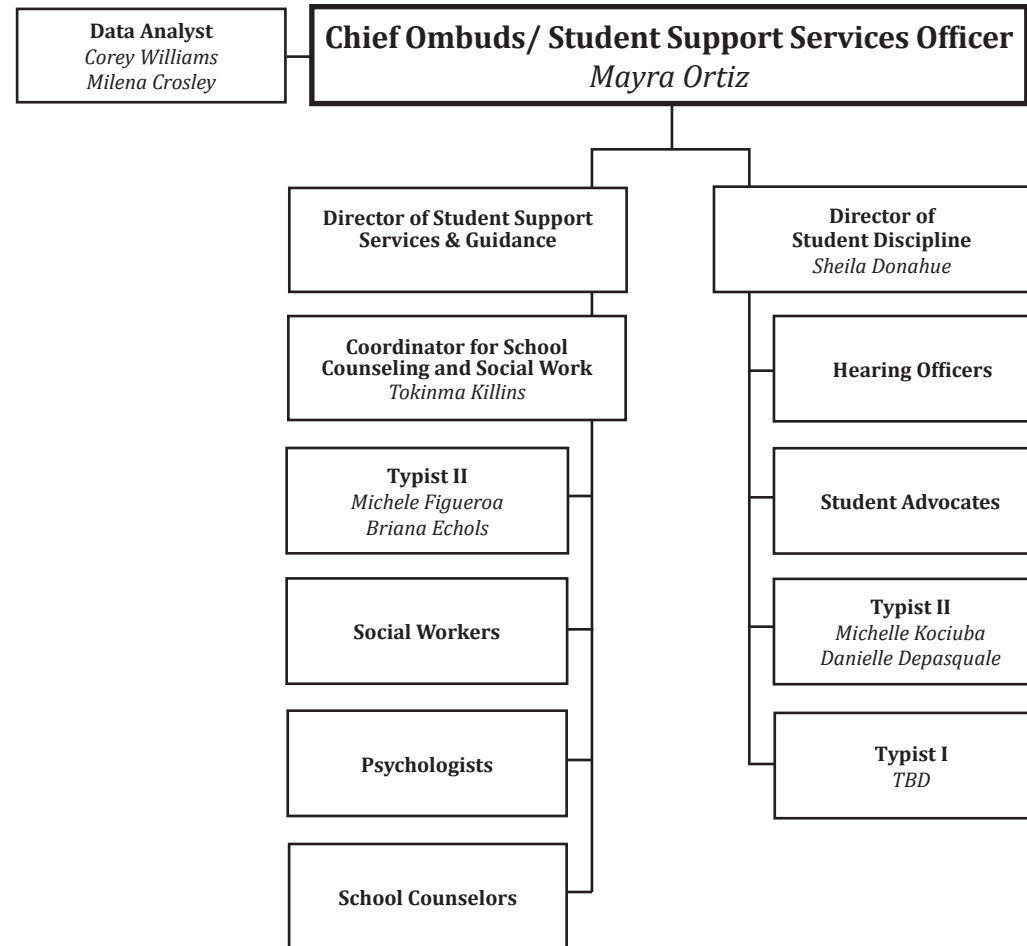 Data Analyst
Corey Williams
Milena Crosley
Chief Ombuds/ Student Support Services Officer
Mayra Ortiz
Director of Student Support
Services & Guidance
Director of
Student Discipline
Sheila Donahue
Coordinator for School
Counseling and Social Work
Tokinma Killins
Hearing Officers
Typist II
Michele Figueroa
Briana Echols
Student Advocates
Social Workers
Typist II
Michelle Kociuba
Danielle Depasquale
Psychologists
Typist I
TBD
School Counselors